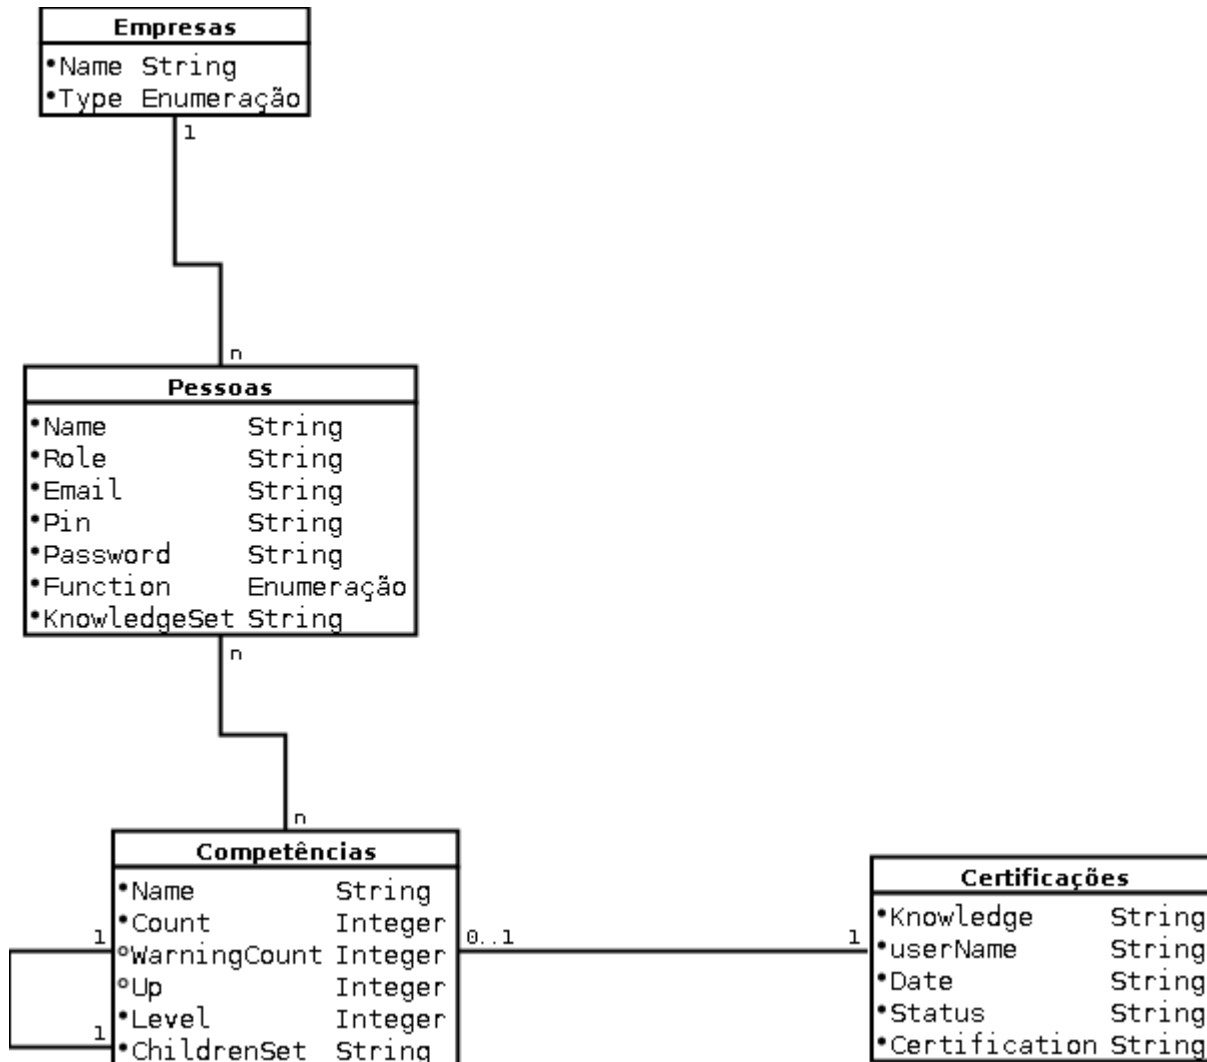 Empresas
•Name String
•Type Enumeração
1
n
Pessoas
•Name String
•Role String
•Email String
•Pin String
•Password String
•Function Enumeração
•KnowledgeSet String
n
n
Competências
•Name String
•Count Integer
◦WarningCount Integer
◦Up Integer
•Level Integer
•ChildrenSet String
1
1
0..1
1
Certificações
•Knowledge String
•userName String
•Date String
•Status String
•Certification String